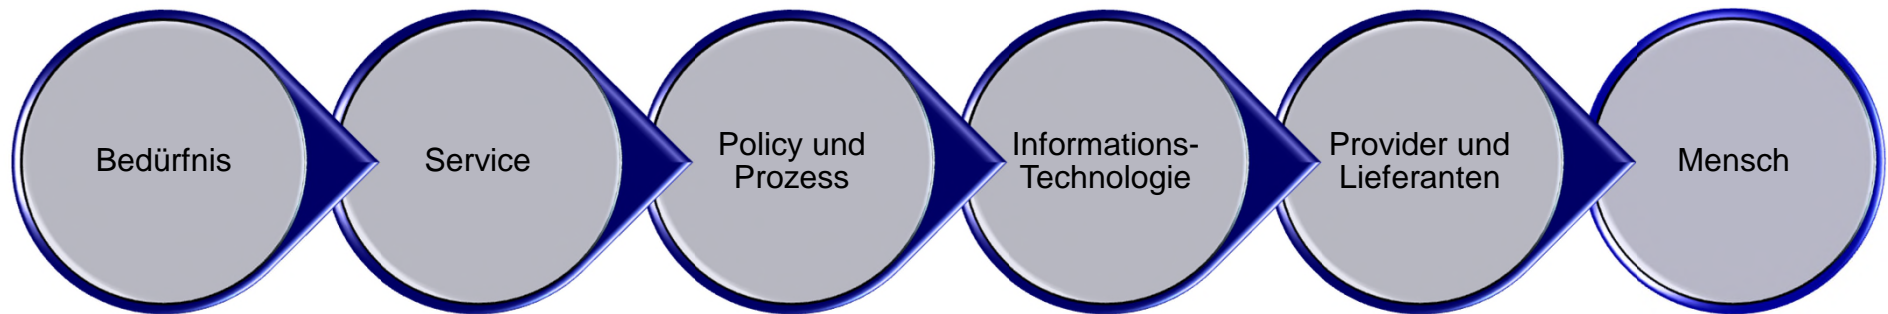 Bedürfnis
Service
Policy und
Prozess
Informations-
Technologie
Provider und
Lieferanten
Mensch